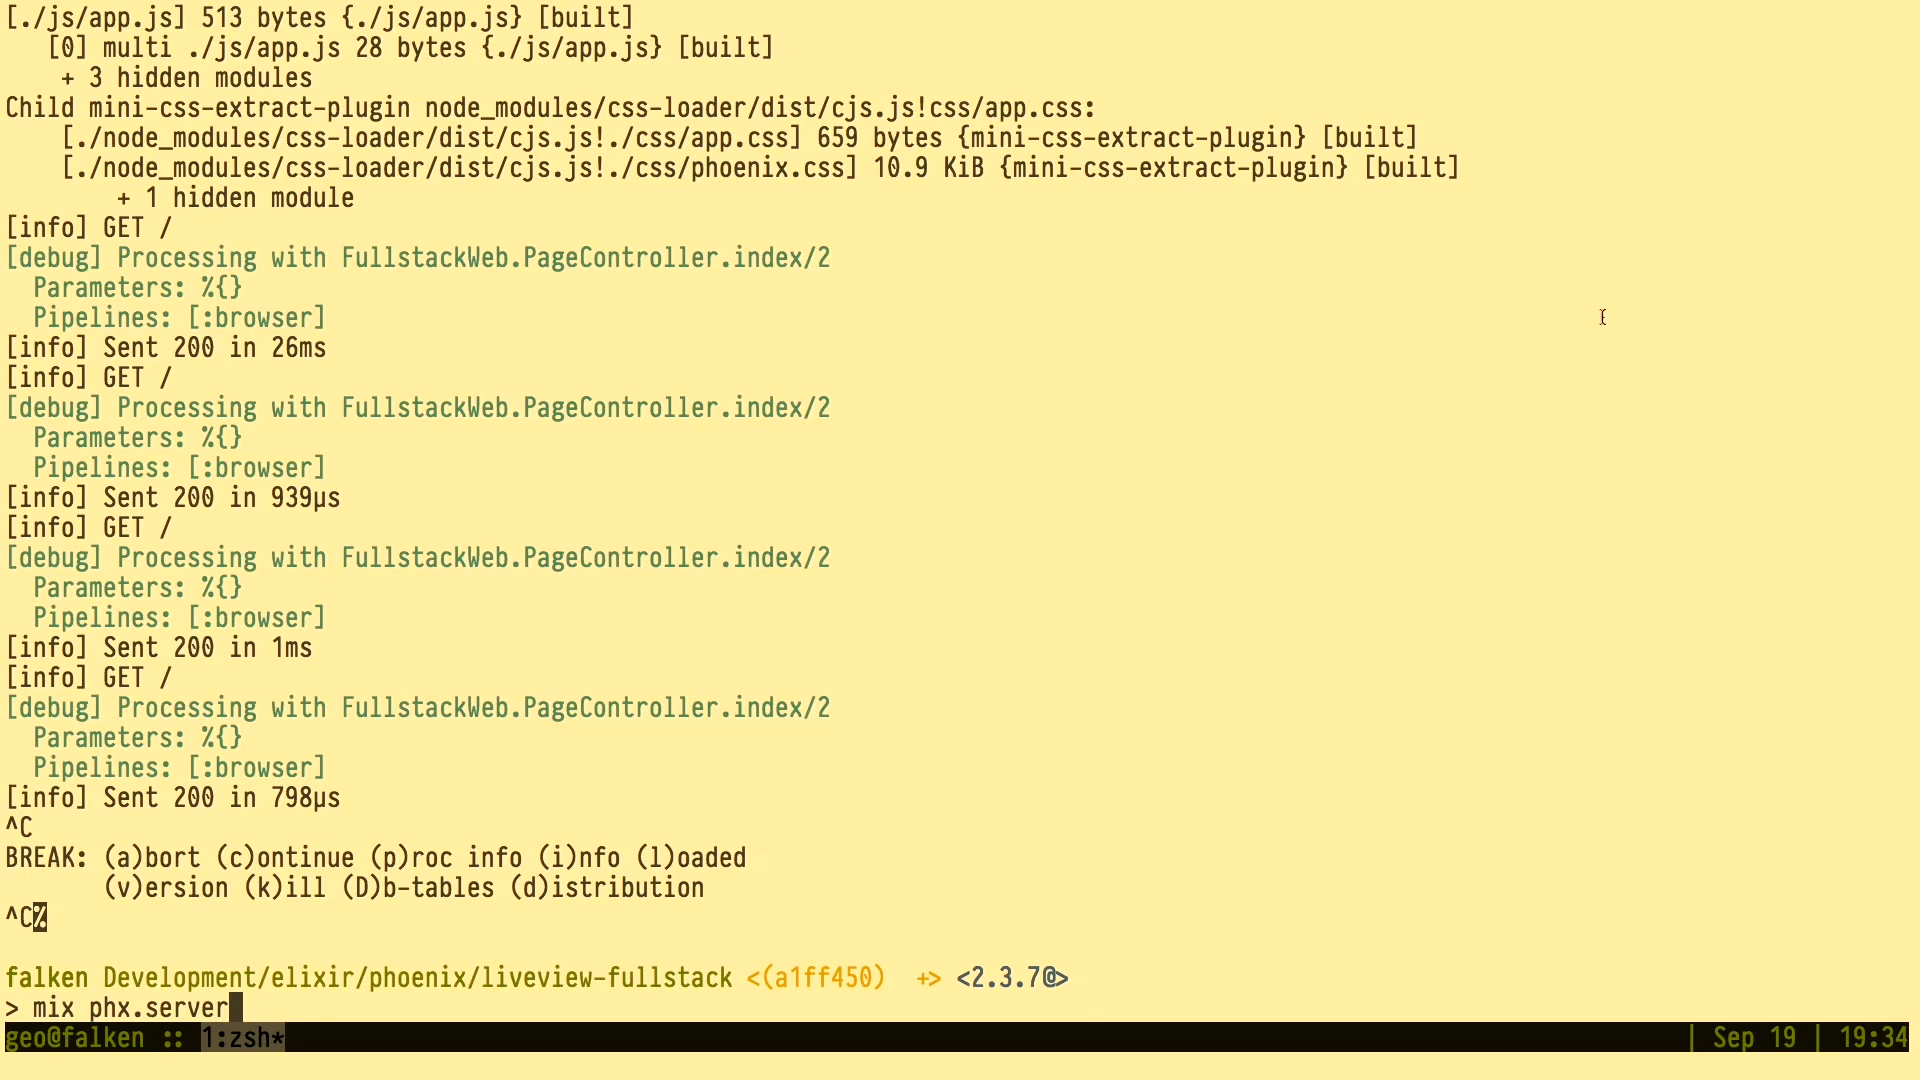 [./js/app.js] 513 bytes {./js/app.js} [built]
[0] multi ./js/app.js 28 bytes {./js/app.js} [built]
+ 3 hidden modules
Child mini-css-extract-plugin node_modules/css-loader/dist/cjs.js!css/app.css:
[./node_modules/css-loader/dist/cjs.js!./css/app.css] 659 bytes {mini-css-extract-plugin} [built]
[./node_modules/css-loader/dist/cjs.js!./css/phoenix.css] 10.9 KiB {mini-css-extract-plugin} [built]
+ 1 hidden module
[info] GET /
[debug] Processing with FullstackWeb.PageController.index/2
Parameters: %{}
Pipelines: [:browser]
[info] Sent 200 in 26ms
[info] GET /
[debug] Processing with FullstackWeb.PageController.index/2
Parameters: %{}
Pipelines: [:browser]
[info] Sent 200 in 939µs
[info] GET /
[debug] Processing with FullstackWeb.PageController.index/2
Parameters: %{}
Pipelines: [:browser]
[info] Sent 200 in 1ms
[info] GET /
[debug] Processing with FullstackWeb.PageController.index/2
Parameters: %{}
Pipelines: [:browser]
[info] Sent 200 in 798µs
^C
BREAK: (a)bort (c)ontinue (p)roc info (i)nfo (l)oaded
(v)ersion (k)ill (D)b-tables (d)istribution
^C%
falken Development/elixir/phoenix/liveview-fullstack <(a1ff450)  +> <2.3.7@>
> mix phx.server
geo@falken :: 1:zsh* | Sep 19 | 19:34